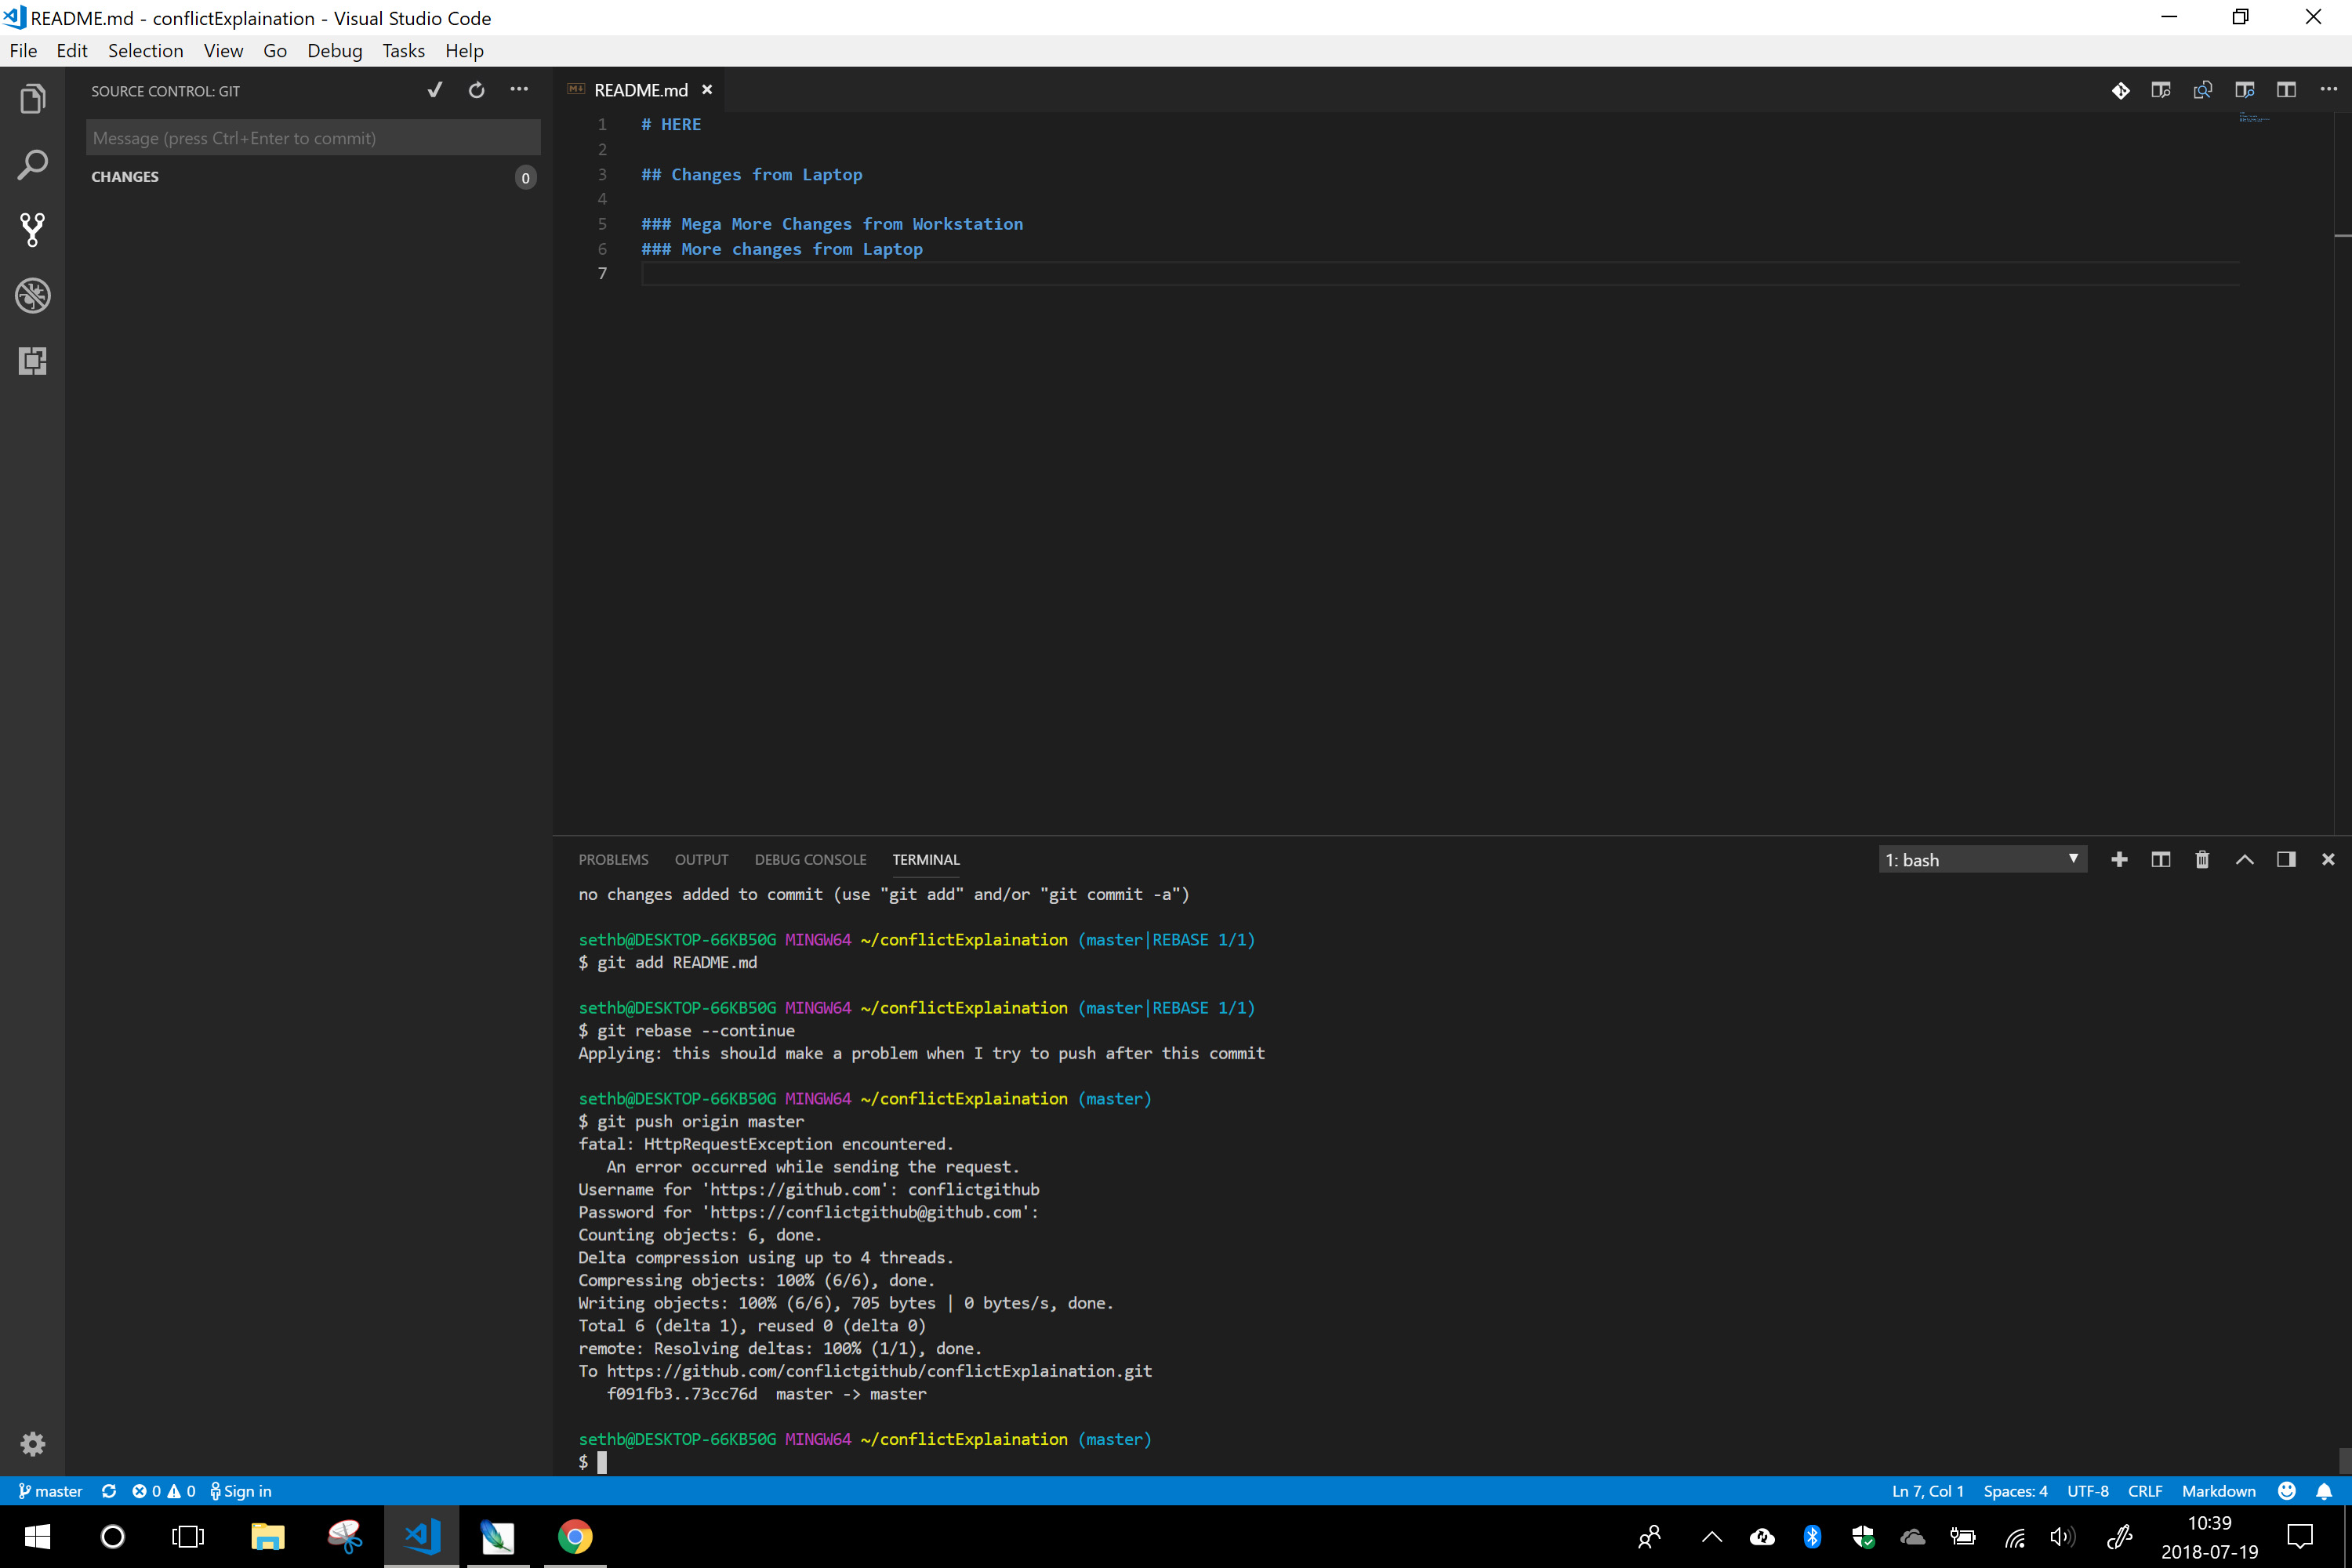 README.md - conflictExplaination - Visual Studio Code
File Edit Selection View Go Debug Tasks Help
SOURCE CONTROL: GIT
Message (press Ctrl+Enter to commit)
CHANGES 0
README.md
1 # HERE
2
3 ## Changes from Laptop
4
5 ### Mega More Changes from Workstation
6 ### More changes from Laptop
7
PROBLEMS OUTPUT DEBUG CONSOLE TERMINAL 1: bash
no changes added to commit (use "git add" and/or "git commit -a")
sethb@DESKTOP-66KB50G MINGW64 ~/conflictExplaination (master|REBASE 1/1)
$ git add README.md
sethb@DESKTOP-66KB50G MINGW64 ~/conflictExplaination (master|REBASE 1/1)
$ git rebase --continue
Applying: this should make a problem when I try to push after this commit
sethb@DESKTOP-66KB50G MINGW64 ~/conflictExplaination (master)
$ git push origin master
fatal: HttpRequestException encountered.
An error occurred while sending the request.
Username for 'https://github.com': conflictgithub
Password for 'https://conflictgithub@github.com':
Counting objects: 6, done.
Delta compression using up to 4 threads.
Compressing objects: 100% (6/6), done.
Writing objects: 100% (6/6), 705 bytes | 0 bytes/s, done.
Total 6 (delta 1), reused 0 (delta 0)
remote: Resolving deltas: 100% (1/1), done.
To https://github.com/conflictgithub/conflictExplaination.git
f091fb3..73cc76d master -> master
sethb@DESKTOP-66KB50G MINGW64 ~/conflictExplaination (master)
$
master 0 0 Sign in Ln 7, Col 1 Spaces: 4 UTF-8 CRLF Markdown
10:39
2018-07-19